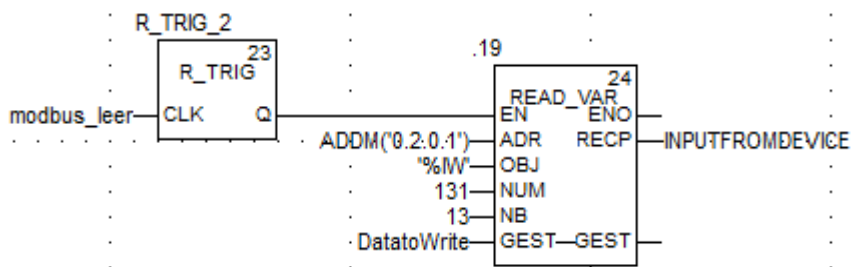 R_TRIG_2
23
R_TRIG
modbus_leer CLK Q
.19
24
READ_VAR
EN ENO
ADDM('0.2.0.1') ADR RECP INPUTFROMDEVICE
'%IW' OBJ
131 NUM
13 NB
DatatoWrite GEST GEST